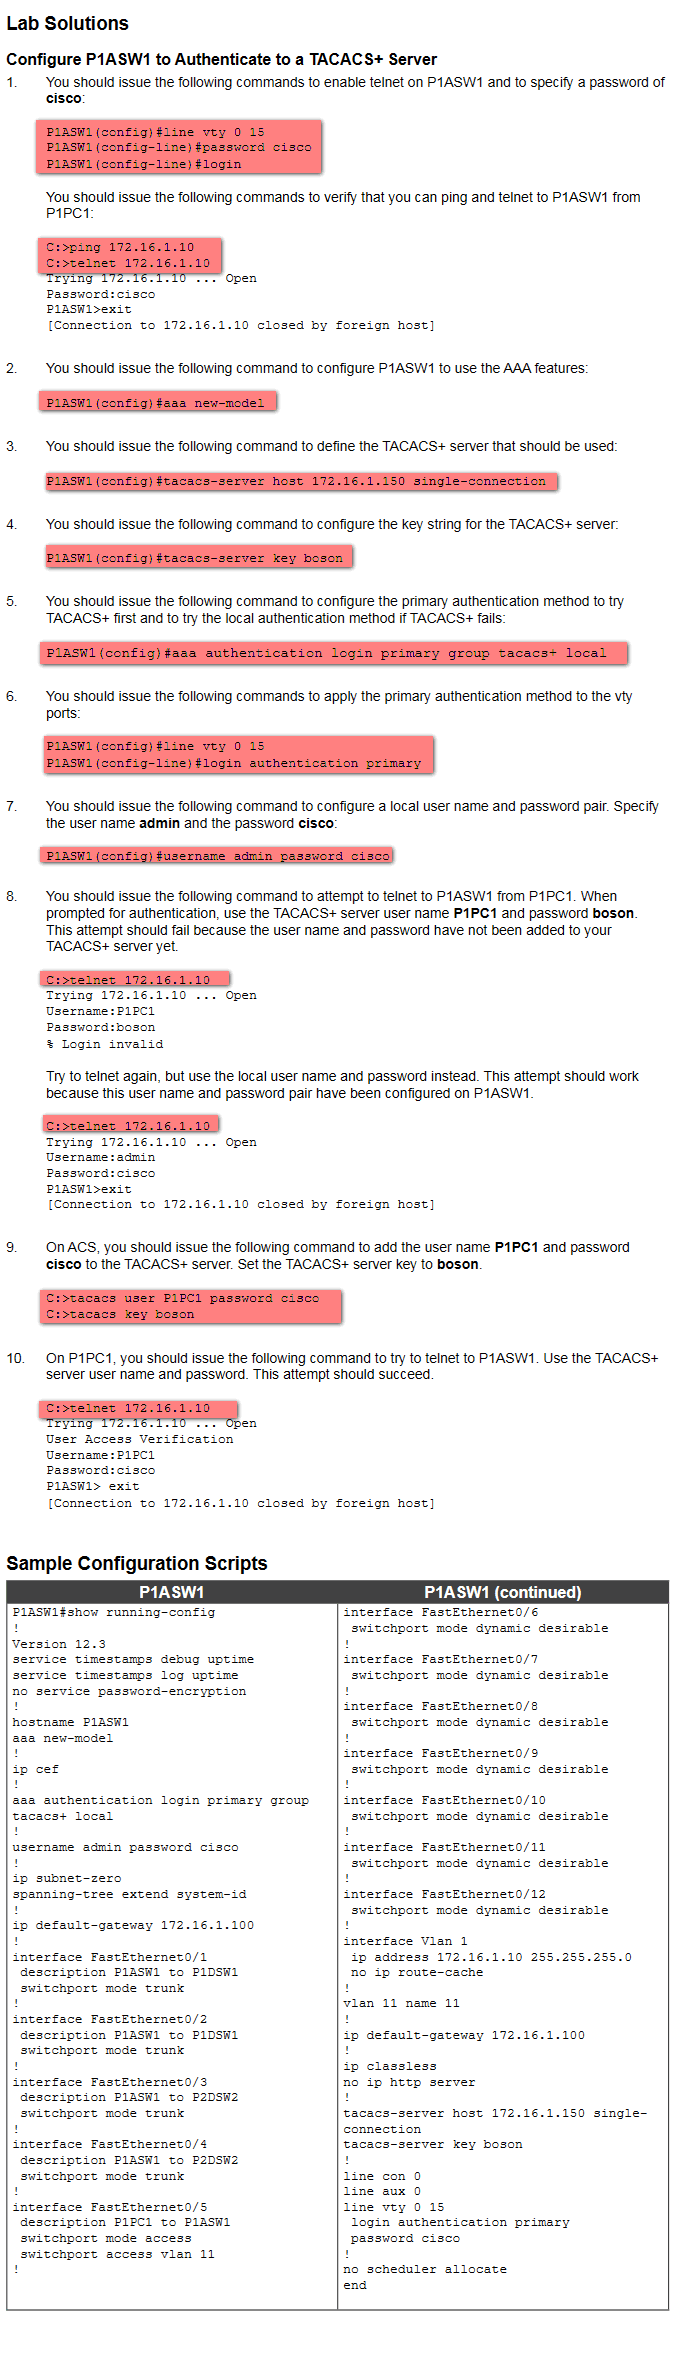 Lab Solutions
Configure P1ASW1 to Authenticate to a TACACS+ Server
1. You should issue the following commands to enable telnet on P1ASW1 and to specify a password of
cisco:
P1ASW1(config)#line vty 0 15
P1ASW1(config-line)#password cisco
P1ASW1(config-line)#login
You should issue the following commands to verify that you can ping and telnet to P1ASW1 from
P1PC1:
C:>ping 172.16.1.10
C:>telnet 172.16.1.10
Trying 172.16.1.10 ... Open
Password:cisco
P1ASW1>exit
[Connection to 172.16.1.10 closed by foreign host]
2. You should issue the following command to configure P1ASW1 to use the AAA features:
P1ASW1(config)#aaa new-model
3. You should issue the following command to define the TACACS+ server that should be used:
P1ASW1(config)#tacacs-server host 172.16.1.150 single-connection
4. You should issue the following command to configure the key string for the TACACS+ server:
P1ASW1(config)#tacacs-server key boson
5. You should issue the following command to configure the primary authentication method to try
TACACS+ first and to try the local authentication method if TACACS+ fails:
P1ASW1(config)#aaa authentication login primary group tacacs+ local
6. You should issue the following commands to apply the primary authentication method to the vty
ports:
P1ASW1(config)#line vty 0 15
P1ASW1(config-line)#login authentication primary
7. You should issue the following command to configure a local user name and password pair. Specify
the user name admin and the password cisco:
P1ASW1(config)#username admin password cisco
8. You should issue the following command to attempt to telnet to P1ASW1 from P1PC1. When
prompted for authentication, use the TACACS+ server user name P1PC1 and password boson.
This attempt should fail because the user name and password have not been added to your
TACACS+ server yet.
C:>telnet 172.16.1.10
Trying 172.16.1.10 ... Open
Username:P1PC1
Password:boson
% Login invalid
Try to telnet again, but use the local user name and password instead. This attempt should work
because this user name and password pair have been configured on P1ASW1.
C:>telnet 172.16.1.10
Trying 172.16.1.10 ... Open
Username:admin
Password:cisco
P1ASW1>exit
[Connection to 172.16.1.10 closed by foreign host]
9. On ACS, you should issue the following command to add the user name P1PC1 and password
cisco to the TACACS+ server. Set the TACACS+ server key to boson.
C:>tacacs user P1PC1 password cisco
C:>tacacs key boson
10. On P1PC1, you should issue the following command to try to telnet to P1ASW1. Use the TACACS+
server user name and password. This attempt should succeed.
C:>telnet 172.16.1.10
Trying 172.16.1.10 ... Open
User Access Verification
Username:P1PC1
Password:cisco
P1ASW1> exit
[Connection to 172.16.1.10 closed by foreign host]
Sample Configuration Scripts
P1ASW1
P1ASW1#show running-config
!
Version 12.3
service timestamps debug uptime
service timestamps log uptime
no service password-encryption
!
hostname P1ASW1
aaa new-model
!
ip cef
!
aaa authentication login primary group
tacacs+ local
!
username admin password cisco
!
ip subnet-zero
spanning-tree extend system-id
!
ip default-gateway 172.16.1.100
!
interface FastEthernet0/1
description P1ASW1 to P1DSW1
switchport mode trunk
!
interface FastEthernet0/2
description P1ASW1 to P1DSW1
switchport mode trunk
!
interface FastEthernet0/3
description P1ASW1 to P2DSW2
switchport mode trunk
!
interface FastEthernet0/4
description P1ASW1 to P2DSW2
switchport mode trunk
!
interface FastEthernet0/5
description P1PC1 to P1ASW1
switchport mode access
switchport access vlan 11
!
P1ASW1 (continued)
interface FastEthernet0/6
switchport mode dynamic desirable
!
interface FastEthernet0/7
switchport mode dynamic desirable
!
interface FastEthernet0/8
switchport mode dynamic desirable
!
interface FastEthernet0/9
switchport mode dynamic desirable
!
interface FastEthernet0/10
switchport mode dynamic desirable
!
interface FastEthernet0/11
switchport mode dynamic desirable
!
interface FastEthernet0/12
switchport mode dynamic desirable
!
interface Vlan 1
ip address 172.16.1.10 255.255.255.0
no ip route-cache
!
vlan 11 name 11
!
ip default-gateway 172.16.1.100
!
ip classless
no ip http server
!
tacacs-server host 172.16.1.150 single-
connection
tacacs-server key boson
!
line con 0
line aux 0
line vty 0 15
login authentication primary
password cisco
!
no scheduler allocate
end